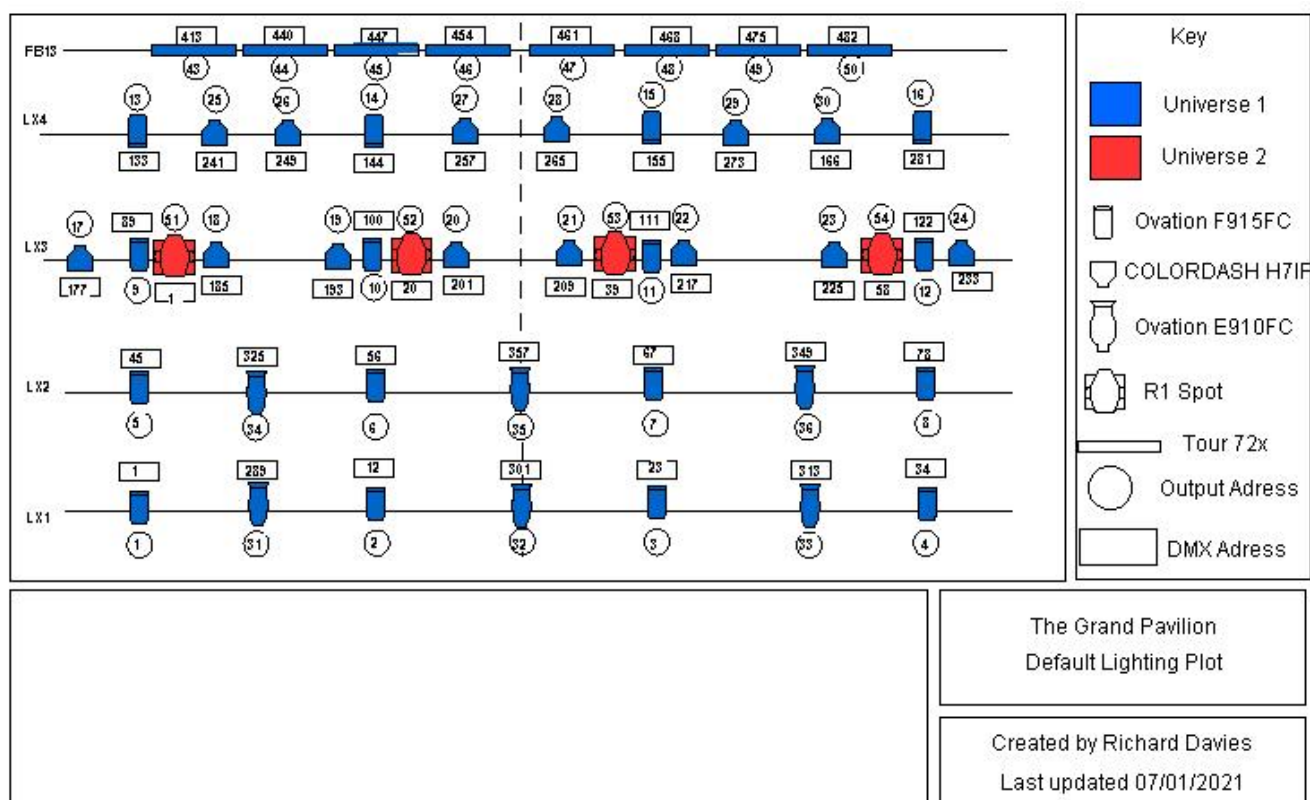 413 440 447 454 461 468 475 482
FB13
43 44 45 46 47 48 49 50
13 25 26 14 27 28 15 29 30 16
LX4
133 241 249 144 257 265 155 273 166 281
17 89 51 18 19 100 52 20 21 53 111 22 23 54 122 24
LX3
177 9 1 185 193 10 20 201 209 39 11 217 225 58 12 233
45 325 56 357 67 349 78
LX2
5 34 6 35 7 36 8
1 289 12 301 23 313 34
LX1
1 31 2 32 3 33 4
Key
Universe 1
Universe 2
Ovation F915FC
COLORDASH H7IP
Ovation E910FC
R1 Spot
Tour 72x
Output Adress
DMX Adress
The Grand Pavilion
Default Lighting Plot
Created by Richard Davies
Last updated 07/01/2021